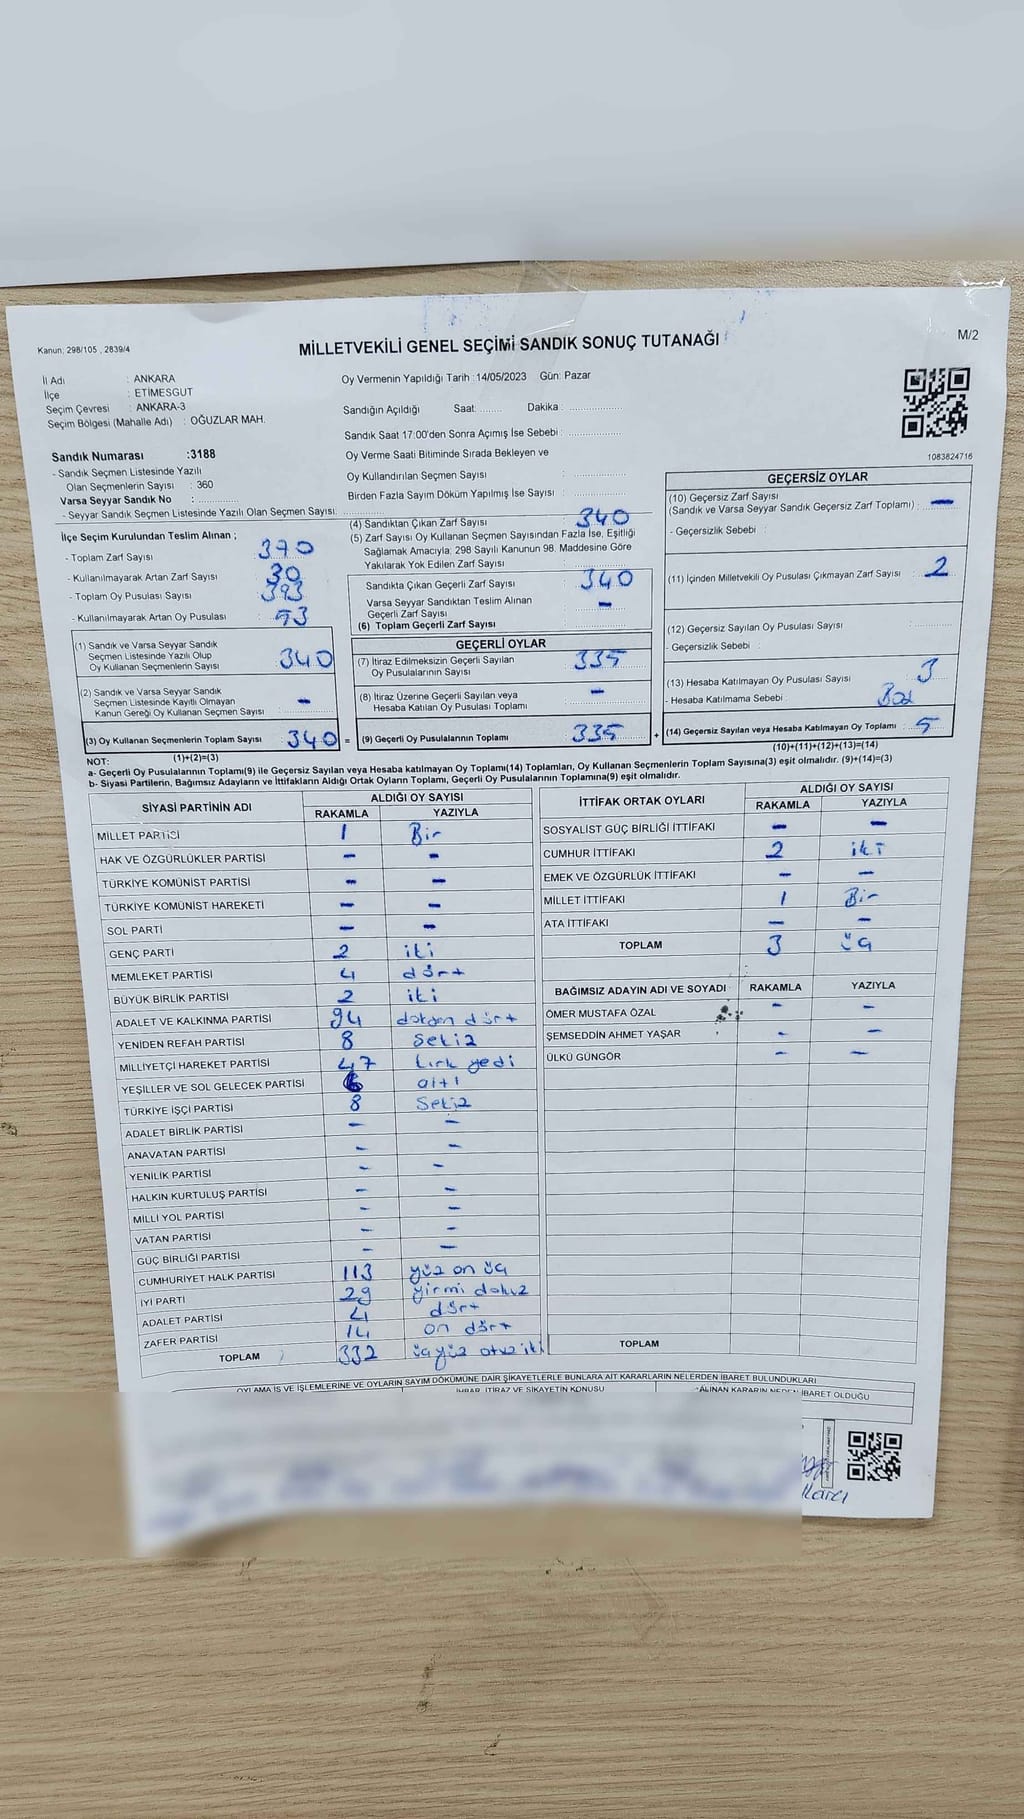 Kanun: 298/105 , 2839/4
MİLLETVEKİLİ GENEL SEÇİMİ SANDIK SONUÇ TUTANAĞI
M/2
İl Adı : ANKARA
İlçe : ETİMESGUT
Seçim Çevresi : ANKARA-3
Seçim Bölgesi (Mahalle Adı) : OĞUZLAR MAH.
Oy Vermenin Yapıldığı Tarih :14/05/2023 Gün: Pazar
Sandığın Açıldığı Saat: Dakika :
Sandık Saat 17:00'den Sonra Açımış İse Sebebi :
Oy Verme Saati Bitiminde Sırada Bekleyen ve
Oy Kullandırılan Seçmen Sayısı :
Birden Fazla Sayım Döküm Yapılmış İse Sayısı :
1083824716
Sandık Numarası :3188
- Sandık Seçmen Listesinde Yazılı
Olan Seçmenlerin Sayısı : 360
Varsa Seyyar Sandık No :
- Seyyar Sandık Seçmen Listesinde Yazılı Olan Seçmen Sayısı:
İlçe Seçim Kurulundan Teslim Alınan ;
- Toplam Zarf Sayısı : 370
- Kullanılmayarak Artan Zarf Sayısı : 30
- Toplam Oy Pusulası Sayısı : 393
- Kullanılmayarak Artan Oy Pusulası : 53
(1) Sandık ve Varsa Seyyar Sandık
Seçmen Listesinde Yazılı Olup
Oy Kullanan Seçmenlerin Sayısı : 340
(2) Sandık ve Varsa Seyyar Sandık
Seçmen Listesinde Kayıtlı Olmayan
Kanun Gereği Oy Kullanan Seçmen Sayısı : -
(3) Oy Kullanan Seçmenlerin Toplam Sayısı 340 =
(1)+(2)=(3)
(4) Sandıktan Çıkan Zarf Sayısı : 340
(5) Zarf Sayısı Oy Kullanan Seçmen Sayısından Fazla İse, Eşitliği
Sağlamak Amacıyla; 298 Sayılı Kanunun 98. Maddesine Göre
Yakılarak Yok Edilen Zarf Sayısı :
Sandıkta Çıkan Geçerli Zarf Sayısı : 340
Varsa Seyyar Sandıktan Teslim Alınan
Geçerli Zarf Sayısı : -
(6) Toplam Geçerli Zarf Sayısı :
GEÇERLİ OYLAR
(7) İtiraz Edilmeksizin Geçerli Sayılan
Oy Pusulalarının Sayısı : 335
(8) İtiraz Üzerine Geçerli Sayılan veya
Hesaba Katılan Oy Pusulası Toplamı : -
(9) Geçerli Oy Pusulalarının Toplamı : 335 +
GEÇERSİZ OYLAR
(10) Geçersiz Zarf Sayısı
(Sandık ve Varsa Seyyar Sandık Geçersiz Zarf Toplamı) : -
- Geçersizlik Sebebi :
(11) İçinden Milletvekili Oy Pusulası Çıkmayan Zarf Sayısı : 2
(12) Geçersiz Sayılan Oy Pusulası Sayısı :
- Geçersizlik Sebebi :
(13) Hesaba Katılmayan Oy Pusulası Sayısı : 3
- Hesaba Katılmama Sebebi : Boş
(14) Geçersiz Sayılan veya Hesaba Katılmayan Oy Toplamı : 5
(10)+(11)+(12)+(13)=(14)
NOT:
a- Geçerli Oy Pusulalarının Toplamı(9) ile Geçersiz Sayılan veya Hesaba katılmayan Oy Toplamı(14) Toplamları, Oy Kullanan Seçmenlerin Toplam Sayısına(3) eşit olmalıdır. (9)+(14)=(3)
b- Siyasi Partilerin, Bağımsız Adayların ve İttifakların Aldığı Ortak Oyların Toplamı, Geçerli Oy Pusulalarının Toplamına(9) eşit olmalıdır.
SİYASİ PARTİNİN ADI ALDIĞI OY SAYISI
RAKAMLA YAZIYLA
MİLLET PARTİSİ 1 Bir
HAK VE ÖZGÜRLÜKLER PARTİSİ - -
TÜRKİYE KOMÜNİST PARTİSİ - -
TÜRKİYE KOMÜNİST HAREKETİ - -
SOL PARTİ - -
GENÇ PARTİ 2 iki
MEMLEKET PARTİSİ 4 dört
BÜYÜK BİRLİK PARTİSİ 2 iki
ADALET VE KALKINMA PARTİSİ 94 doksan dört
YENİDEN REFAH PARTİSİ 8 Sekiz
MİLLİYETÇİ HAREKET PARTİSİ 47 kırk yedi
YEŞİLLER VE SOL GELECEK PARTİSİ 6 altı
TÜRKİYE İŞÇİ PARTİSİ 8 Sekiz
ADALET BİRLİK PARTİSİ - -
ANAVATAN PARTİSİ - -
YENİLİK PARTİSİ - -
HALKIN KURTULUŞ PARTİSİ - -
MİLLİ YOL PARTİSİ - -
VATAN PARTİSİ - -
GÜÇ BİRLİĞİ PARTİSİ - -
CUMHURİYET HALK PARTİSİ 113 yüz on üç
İYİ PARTİ 29 yirmi dokuz
ADALET PARTİSİ 4 dört
ZAFER PARTİSİ 14 on dört
TOPLAM 332 üçyüz otuz iki
İTTİFAK ORTAK OYLARI ALDIĞI OY SAYISI
RAKAMLA YAZIYLA
SOSYALİST GÜÇ BİRLİĞİ İTTİFAKI - -
CUMHUR İTTİFAKI 2 iki
EMEK VE ÖZGÜRLÜK İTTİFAKI - -
MİLLET İTTİFAKI 1 Bir
ATA İTTİFAKI - -
TOPLAM 3 üç
BAĞIMSIZ ADAYIN ADI VE SOYADI RAKAMLA YAZIYLA
ÖMER MUSTAFA ÖZAL - -
ŞEMSEDDİN AHMET YAŞAR - -
ÜLKÜ GÜNGÖR - -
TOPLAM
OYLAMA İŞ VE İŞLEMLERİNE VE OYLARIN SAYIM DÖKÜMÜNE DAİR ŞİKAYETLERLE BUNLARA AİT KARARLARIN NELERDEN İBARET BULUNDUKLARI
İHBAR, İTİRAZ VE ŞİKAYETİN KONUSU ALINAN KARARIN NEDEN İBARET OLDUĞU